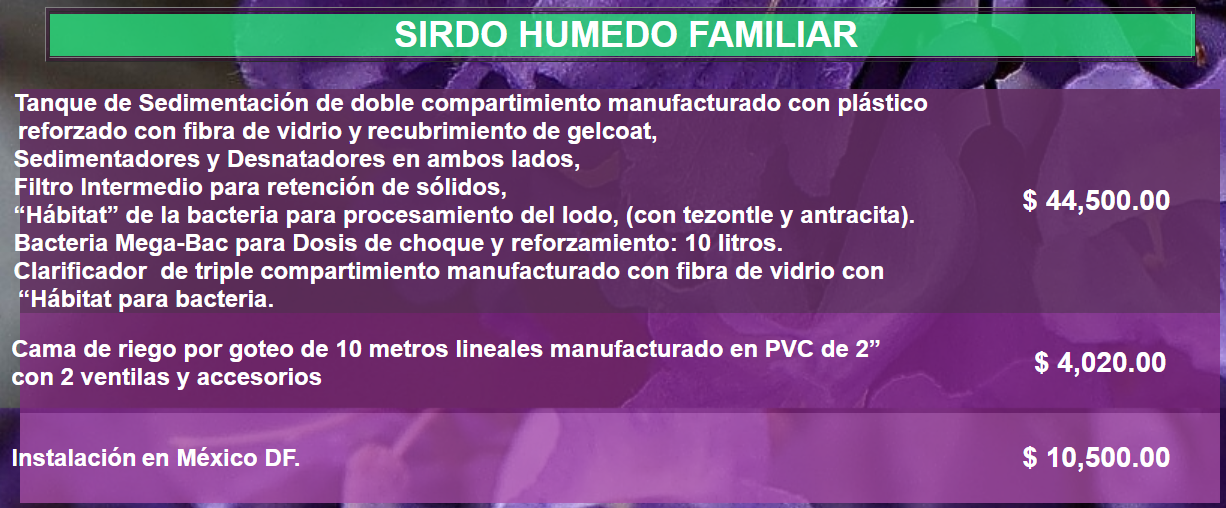 SIRDO HUMEDO FAMILIAR
Tanque de Sedimentación de doble compartimiento manufacturado con plástico
reforzado con fibra de vidrio y recubrimiento de gelcoat,
Sedimentadores y Desnatadores en ambos lados,
Filtro Intermedio para retención de sólidos,
“Hábitat” de la bacteria para procesamiento del lodo, (con tezontle y antracita).
Bacteria Mega-Bac para Dosis de choque y reforzamiento: 10 litros.
Clarificador  de triple compartimiento manufacturado con fibra de vidrio con
“Hábitat para bacteria.
$ 44,500.00
Cama de riego por goteo de 10 metros lineales manufacturado en PVC de 2”
con 2 ventilas y accesorios
$ 4,020.00
Instalación en México DF.
$ 10,500.00